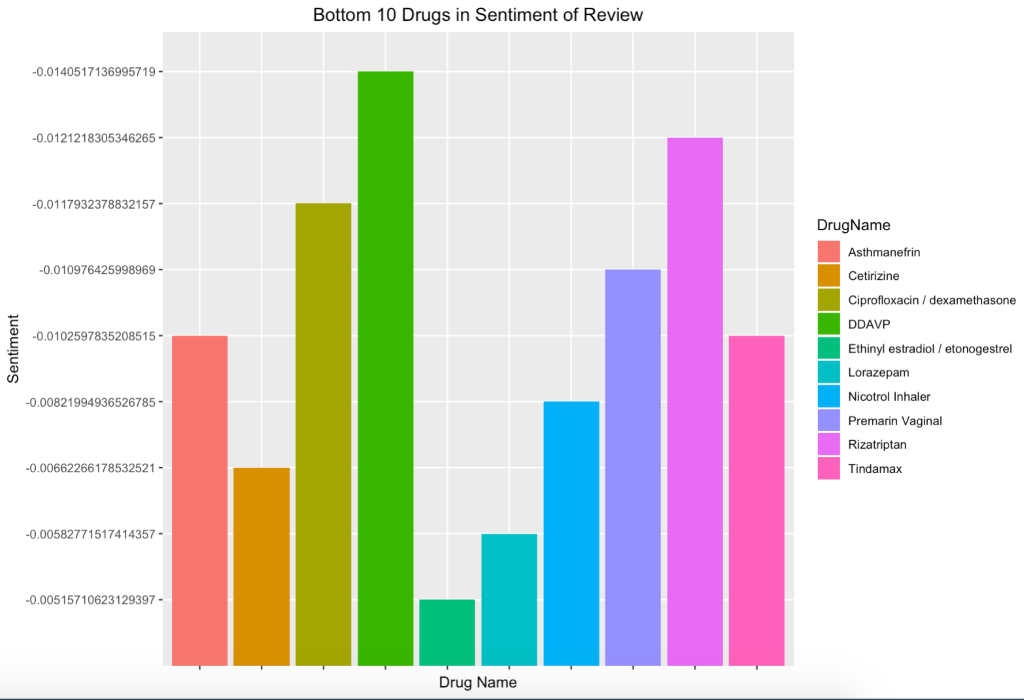 Bottom 10 Drugs in Sentiment of Review
Sentiment
-0.0140517136995719
-0.0121218305346265
-0.0117932378832157
-0.010976425998969
-0.0102597835208515
-0.00821994936526785
-0.00662266178532521
-0.00582771517414357
-0.00515710623129397
Drug Name
DrugName
Asthmanefrin
Cetirizine
Ciprofloxacin / dexamethasone
DDAVP
Ethinyl estradiol / etonogestrel
Lorazepam
Nicotrol Inhaler
Premarin Vaginal
Rizatriptan
Tindamax